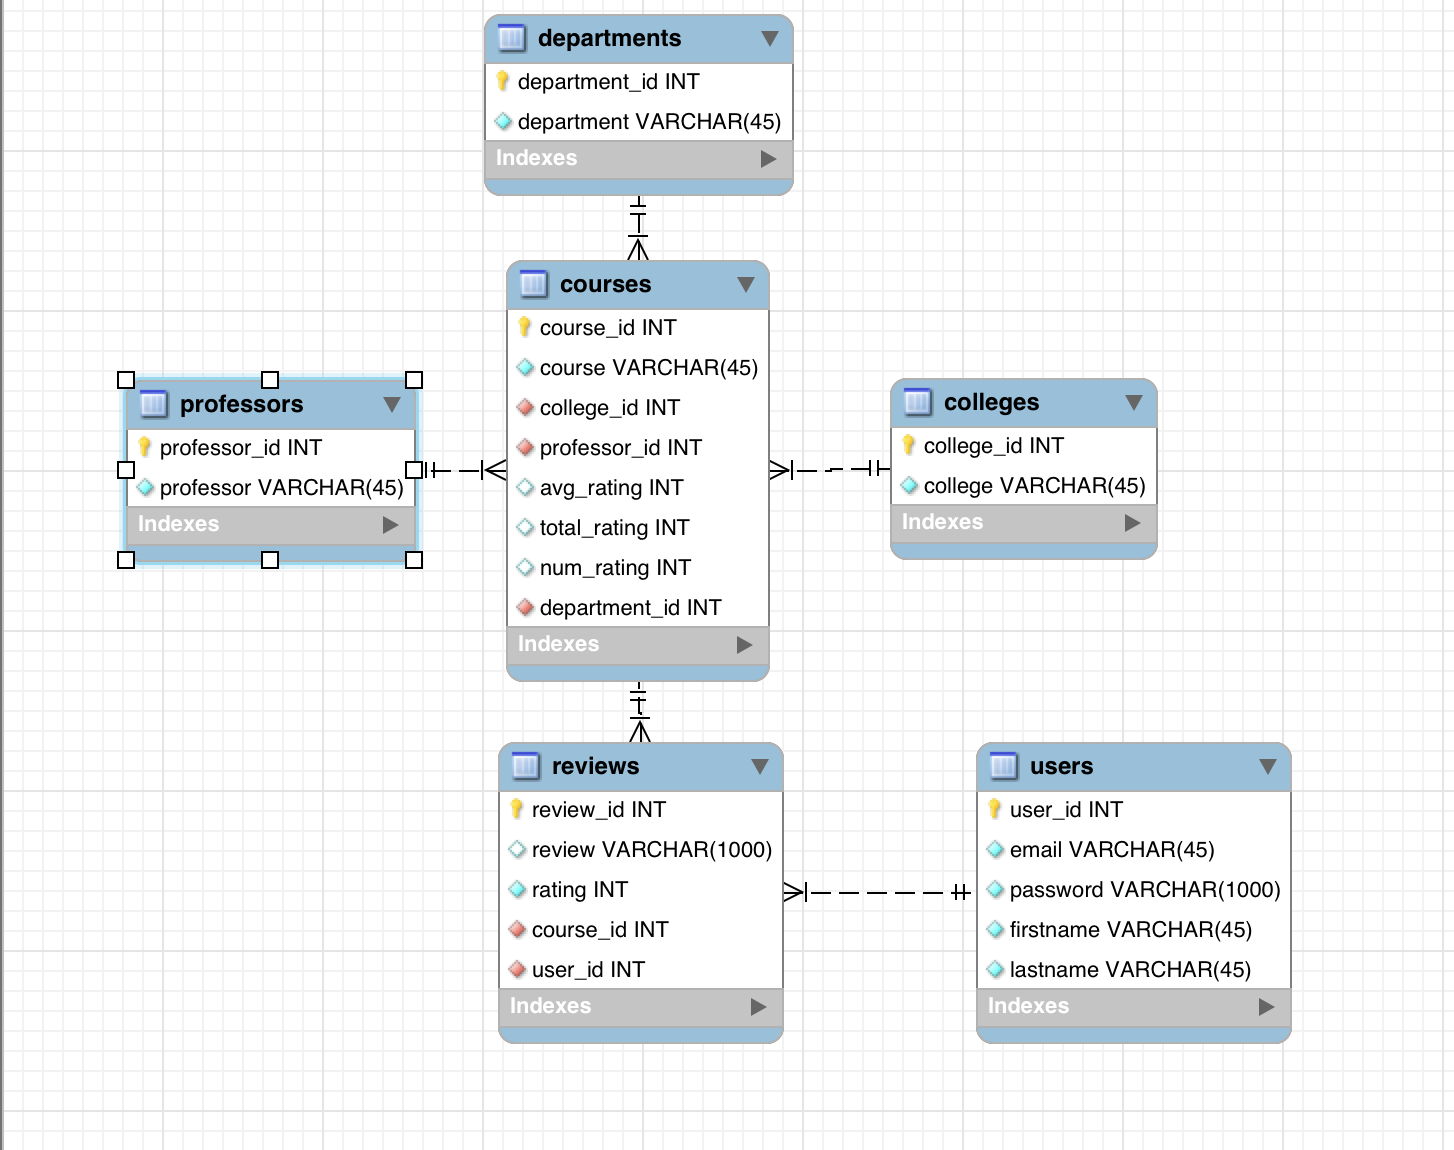 departments
department_id INT
department VARCHAR(45)
Indexes
courses
course_id INT
course VARCHAR(45)
college_id INT
professor_id INT
avg_rating INT
total_rating INT
num_rating INT
department_id INT
Indexes
professors
professor_id INT
professor VARCHAR(45)
Indexes
colleges
college_id INT
college VARCHAR(45)
Indexes
reviews
review_id INT
review VARCHAR(1000)
rating INT
course_id INT
user_id INT
Indexes
users
user_id INT
email VARCHAR(45)
password VARCHAR(1000)
firstname VARCHAR(45)
lastname VARCHAR(45)
Indexes